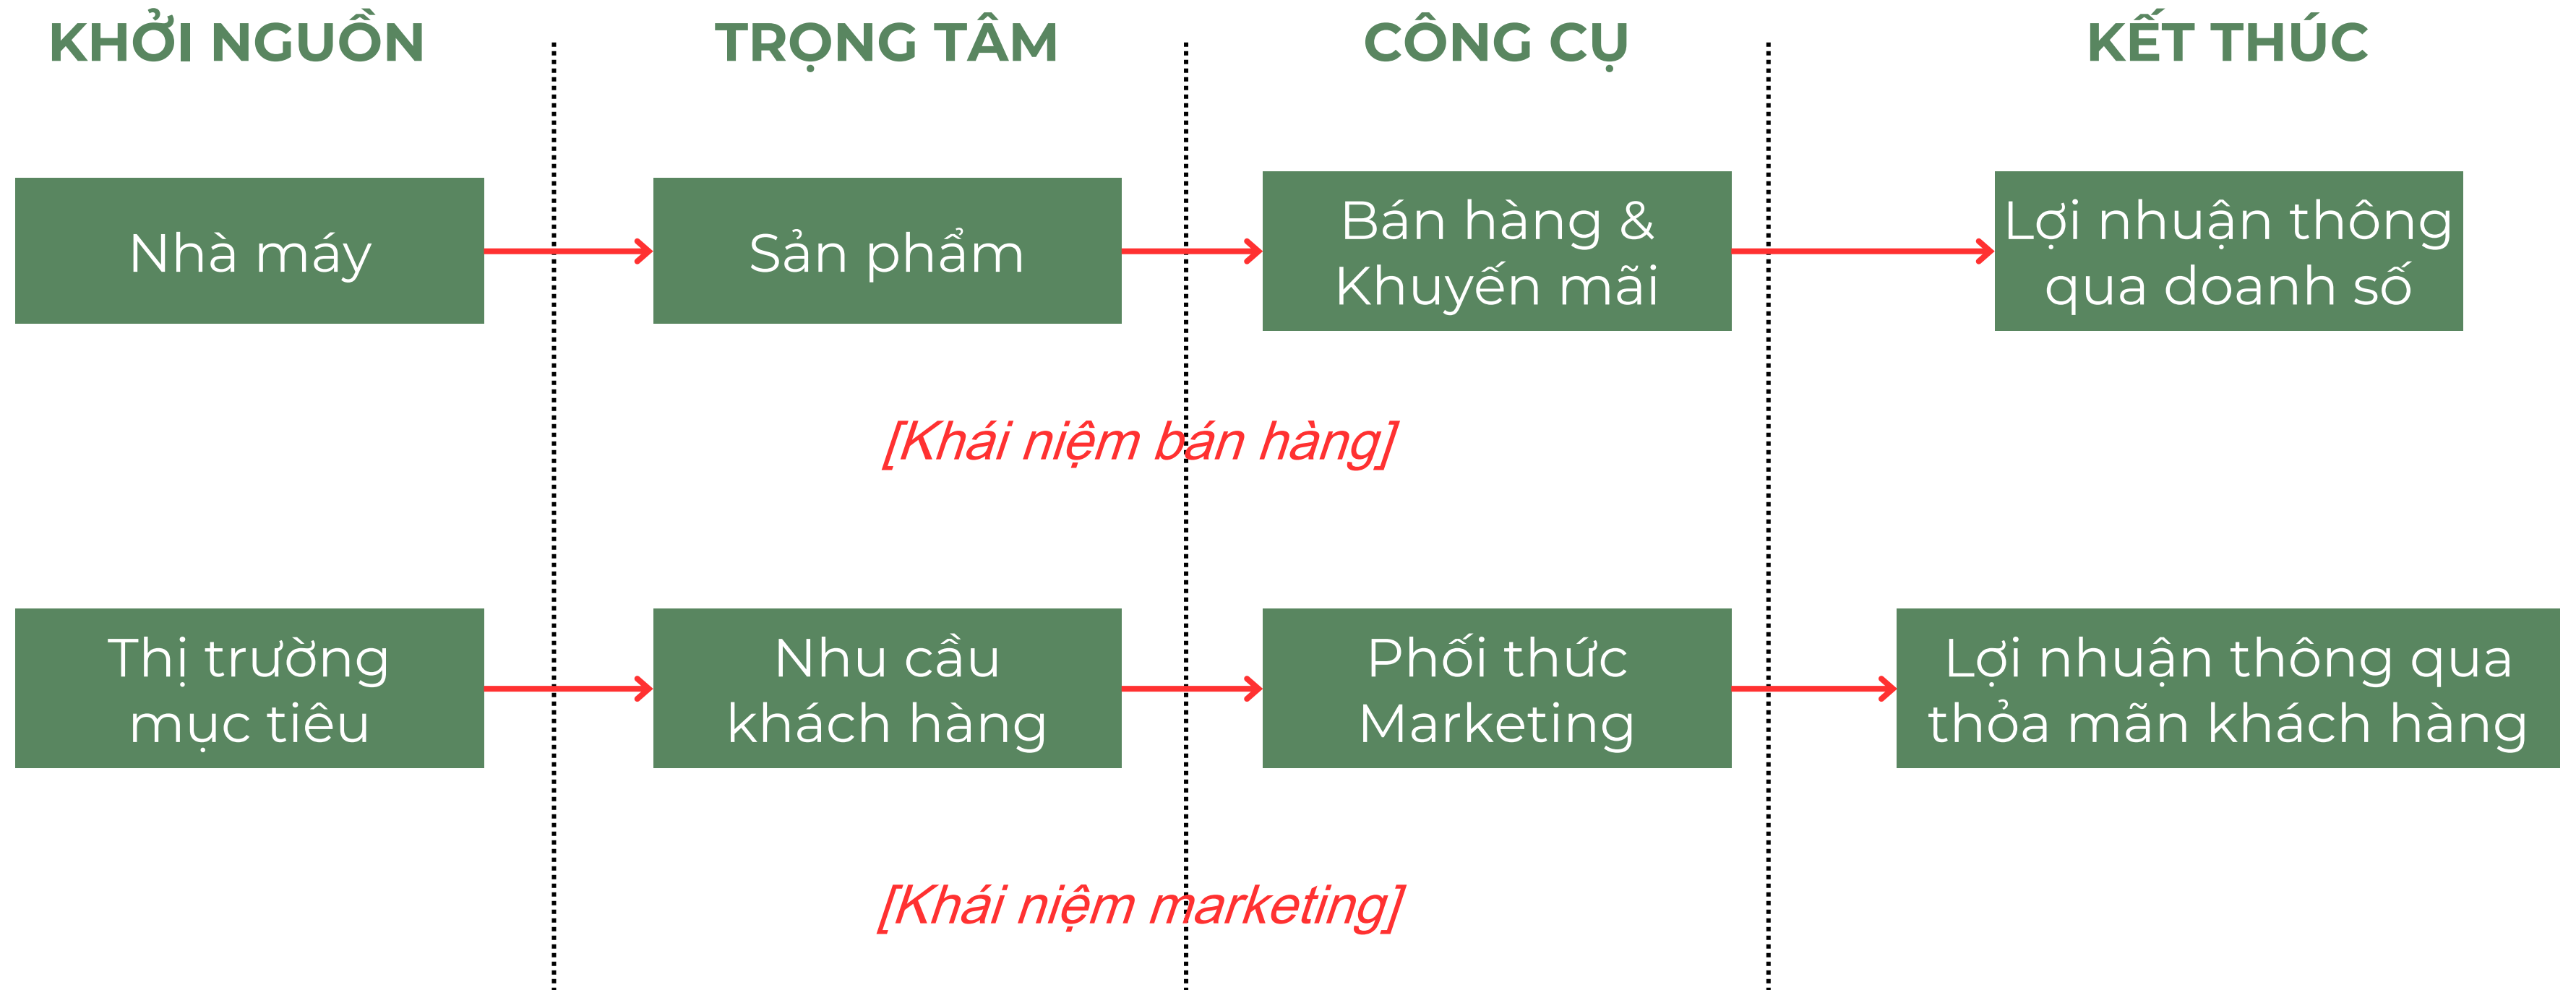 KHỞI NGUỒN
TRỌNG TÂM
CÔNG CỤ
KẾT THÚC
Nhà máy
Sản phẩm
Bán hàng &
Khuyến mãi
Lợi nhuận thông
qua doanh số
[Khái niệm bán hàng]
Thị trường
mục tiêu
Nhu cầu
khách hàng
Phối thức
Marketing
Lợi nhuận thông qua
thỏa mãn khách hàng
[Khái niệm marketing]